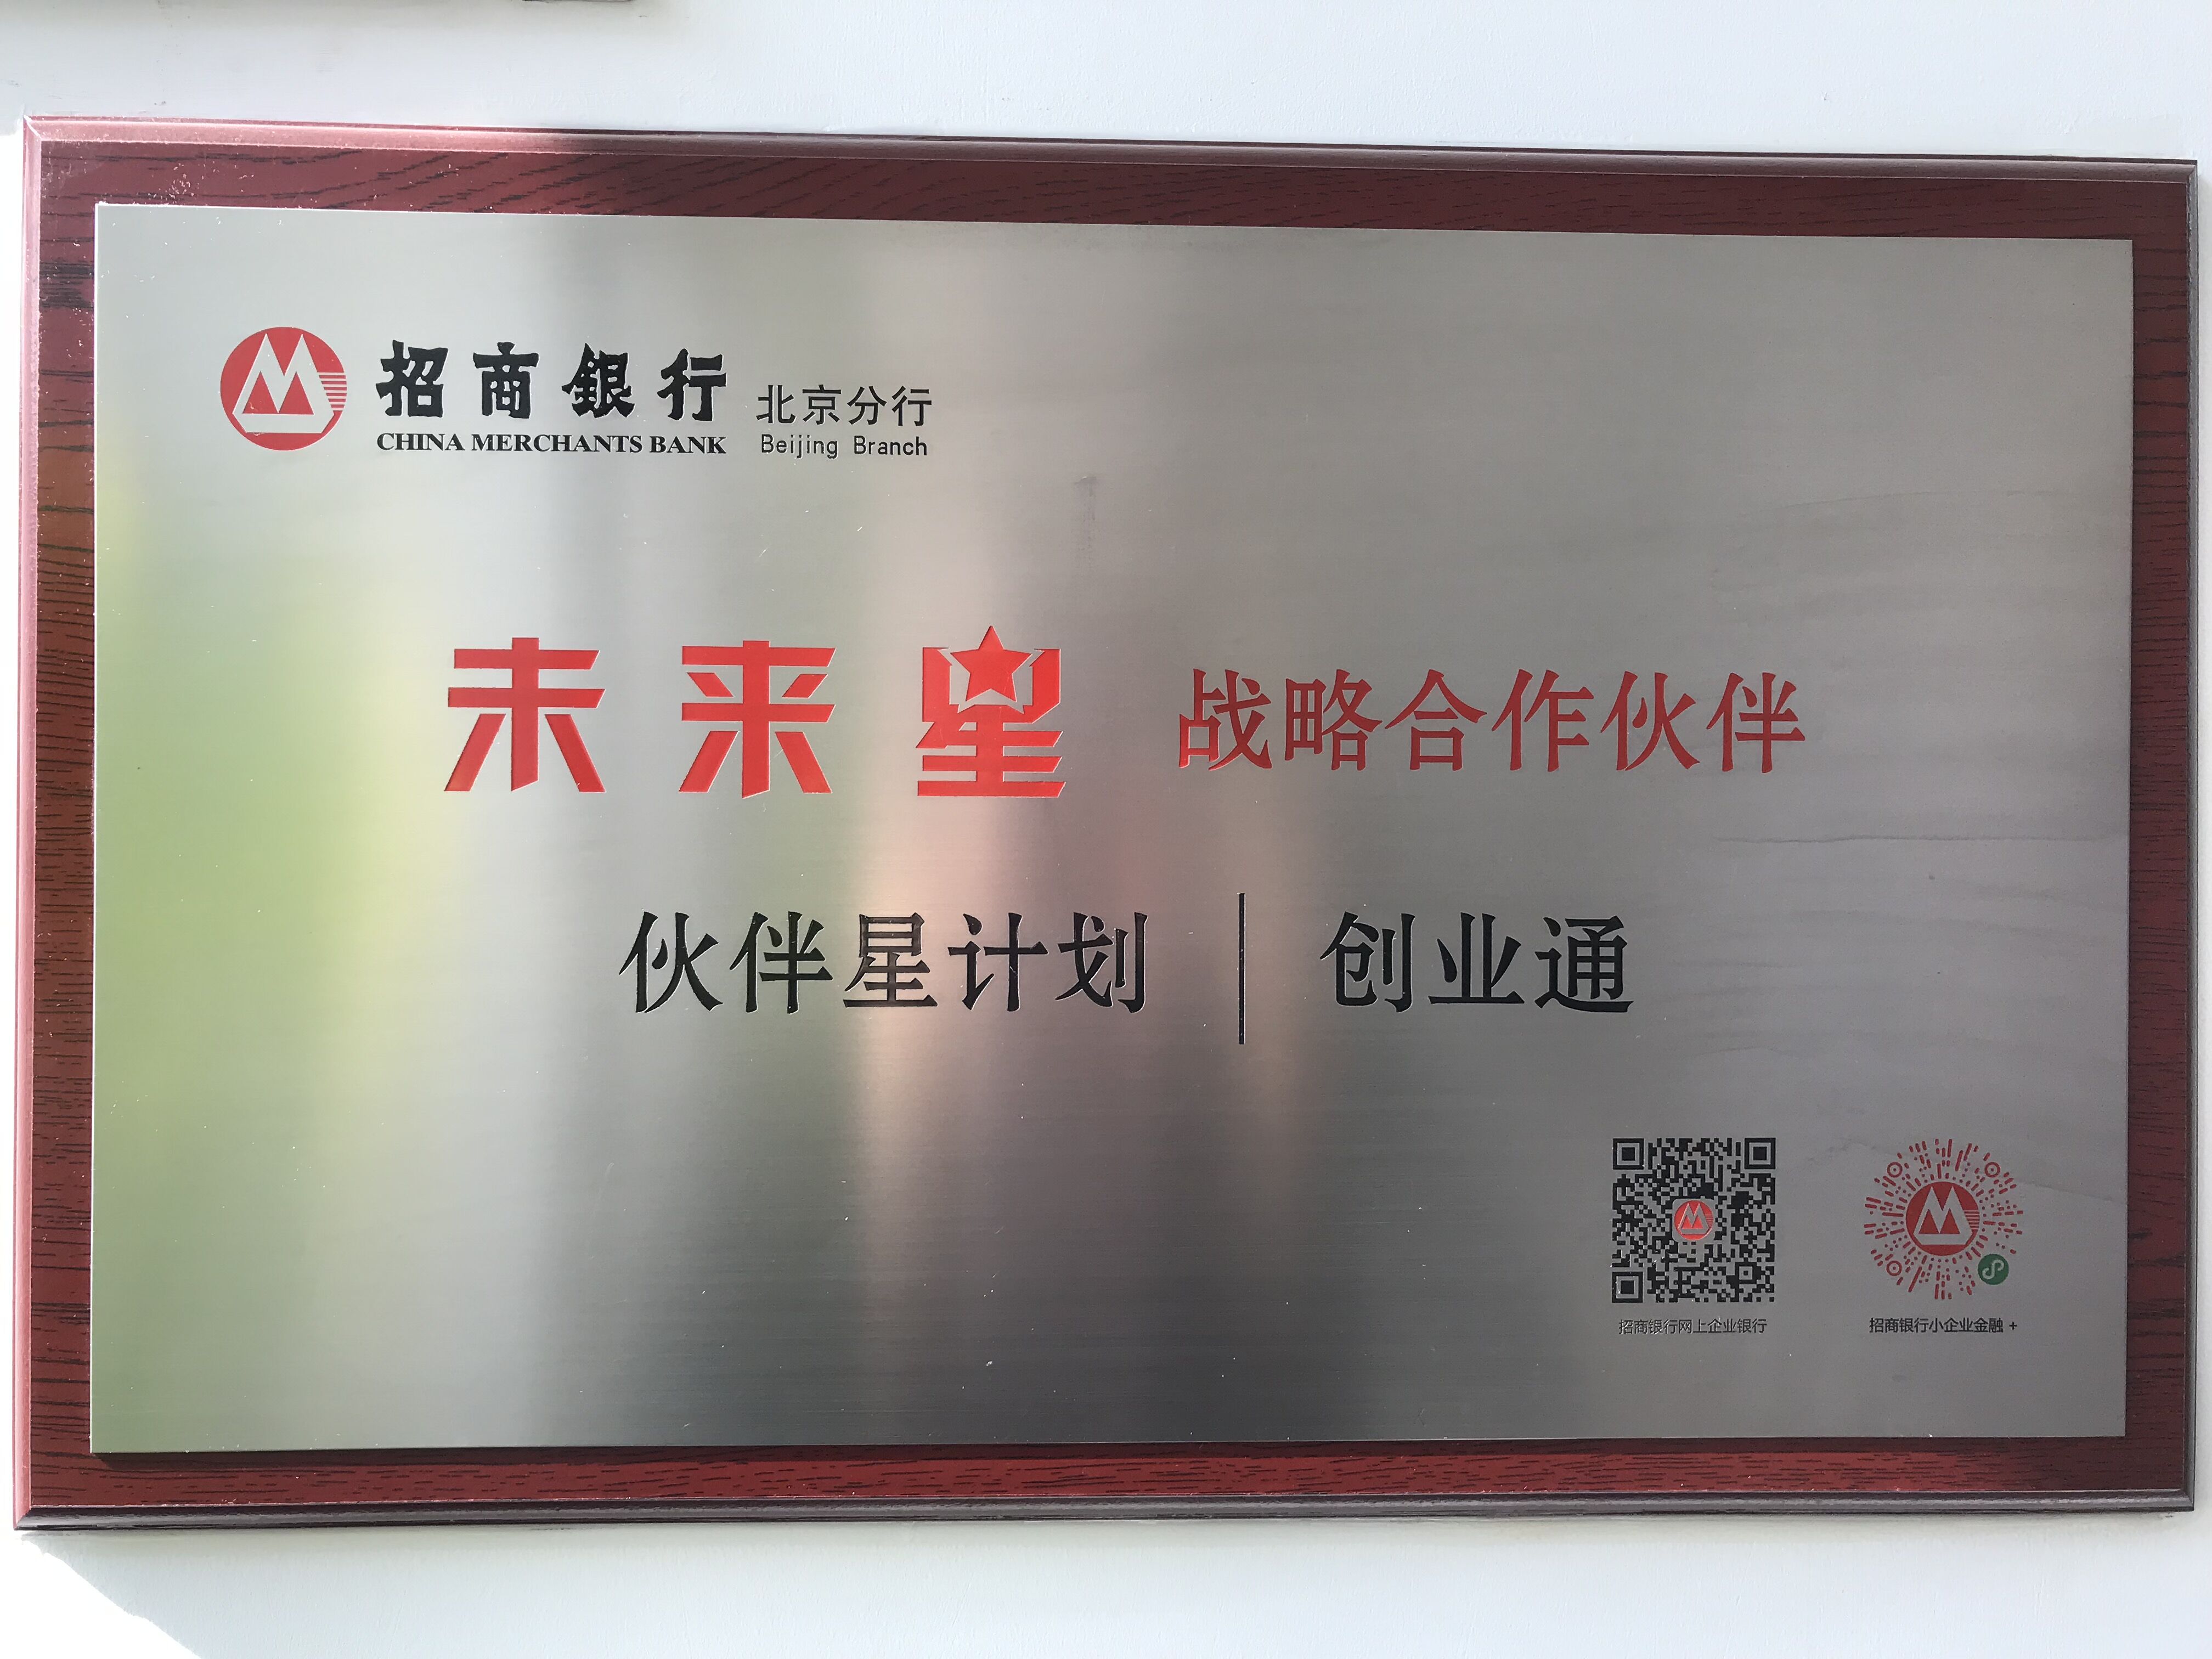 招商銀行 北京分行
CHINA MERCHANTS BANK Beijing Branch
未来星 战略合作伙伴
伙伴星计划 | 创业通
招商银行网上企业银行 招商银行小企业金融 +